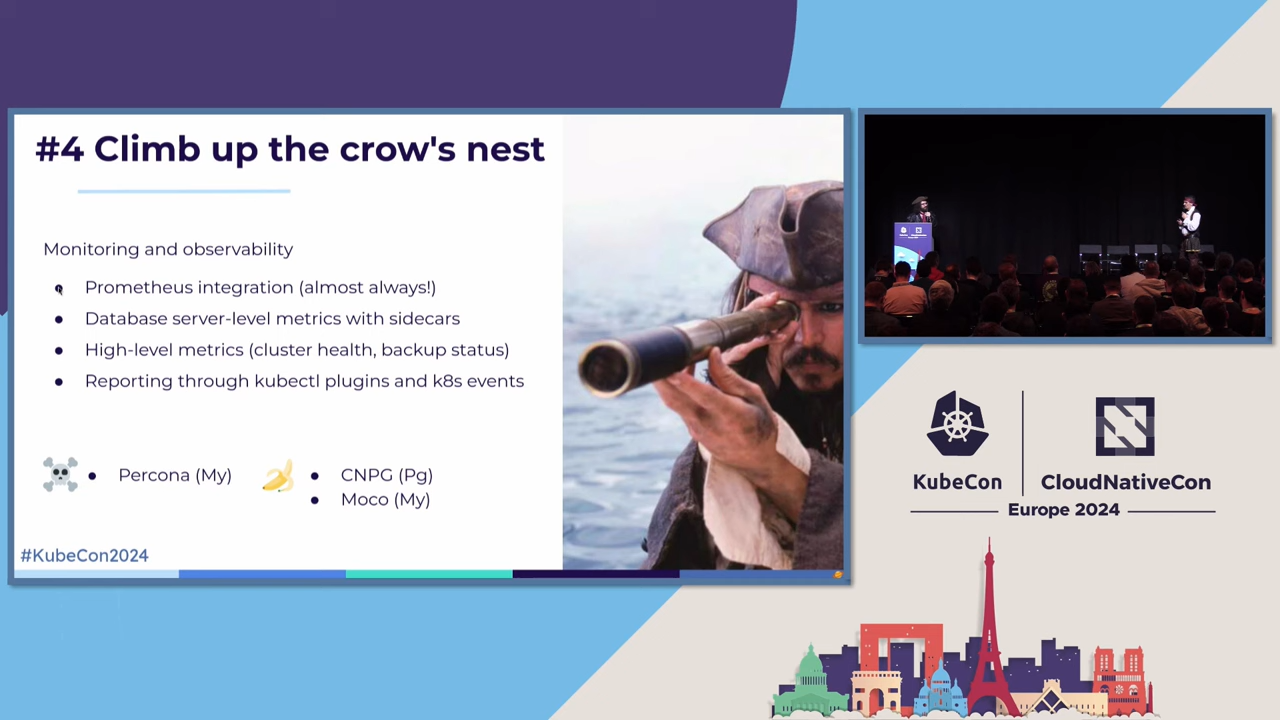 #4 Climb up the crow's nest
Monitoring and observability
Prometheus integration (almost always!)
Database server-level metrics with sidecars
High-level metrics (cluster health, backup status)
Reporting through kubectl plugins and k8s events
Percona (My)
CNPG (Pg)
Moco (My)
#KubeCon2024
KubeCon
CloudNativeCon
Europe 2024